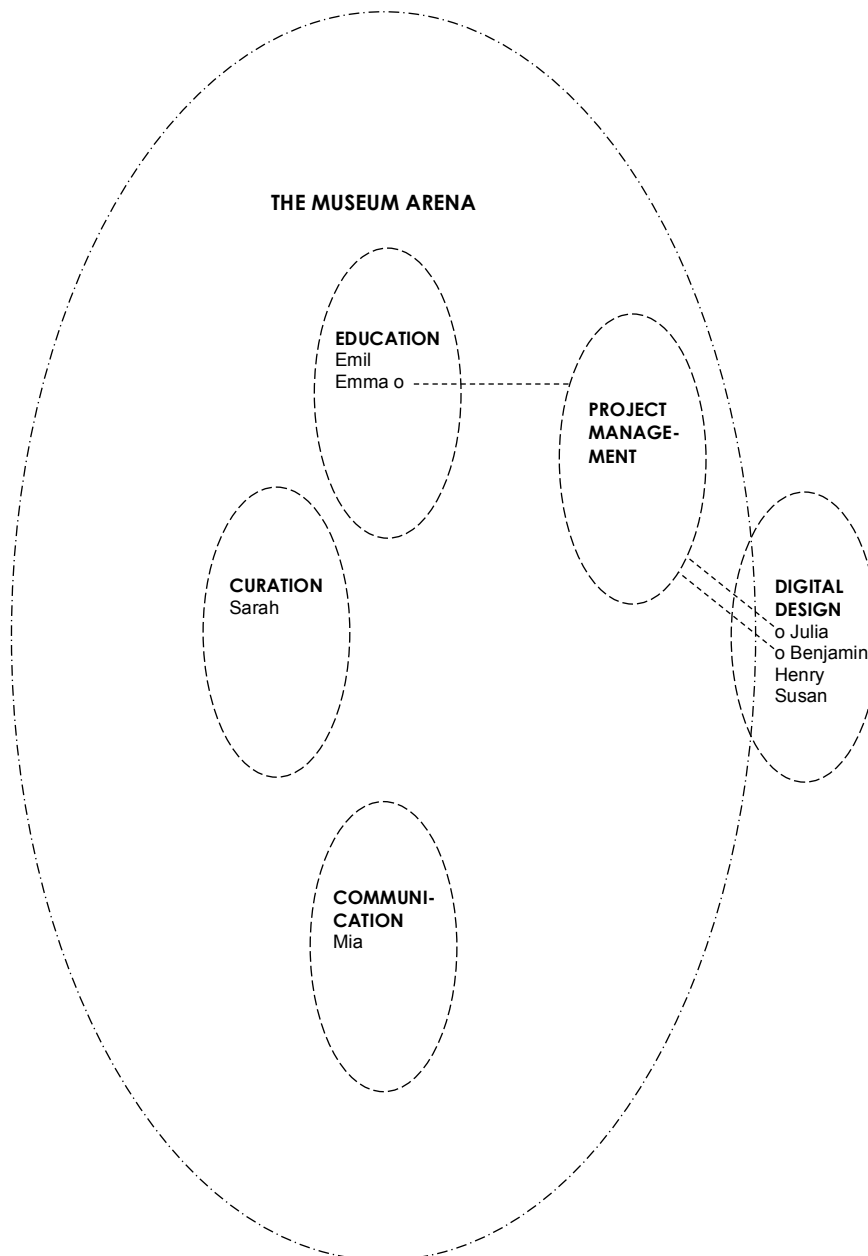 THE MUSEUM ARENA
EDUCATION
Emil
Emma o
PROJECT
MANAGE-
MENT
CURATION
Sarah
DIGITAL
DESIGN
o Julia
o Benjamin
Henry
Susan
COMMUNI-
CATION
Mia